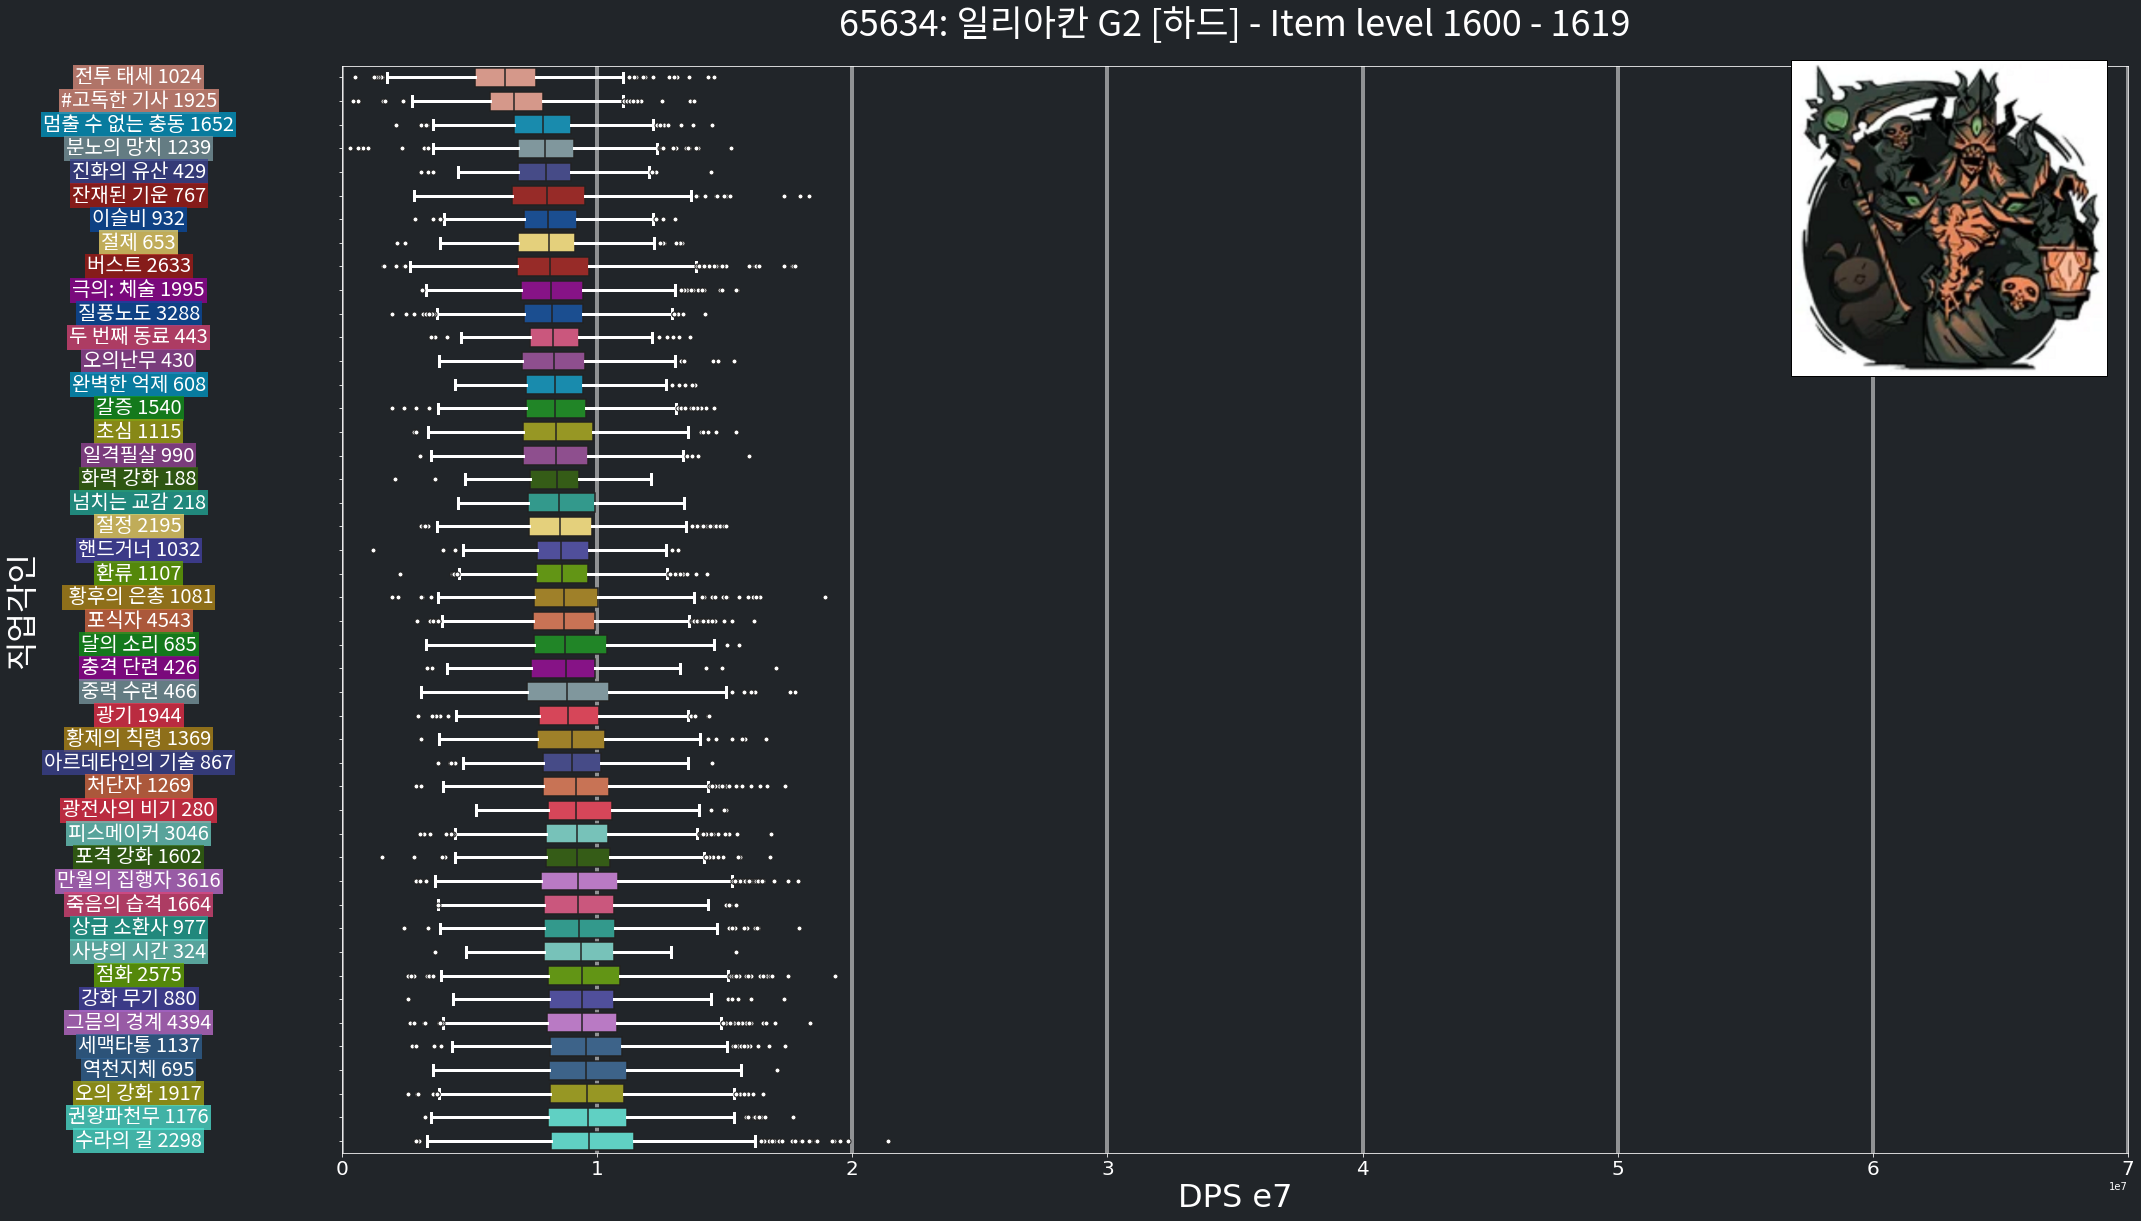 65634: 일리아칸 G2 [하드] - Item level 1600 - 1619
전투 태세 1024
#고독한 기사 1925
멈출 수 없는 충동 1652
분노의 망치 1239
진화의 유산 429
잔재된 기운 767
이슬비 932
절제 653
버스트 2633
극의: 체술 1995
질풍노도 3288
두 번째 동료 443
오의난무 430
완벽한 억제 608
갈증 1540
초심 1115
일격필살 990
화력 강화 188
넘치는 교감 218
절정 2195
핸드거너 1032
환류 1107
황후의 은총 1081
포식자 4543
달의 소리 685
충격 단련 426
중력 수련 466
광기 1944
황제의 칙령 1369
아르데타인의 기술 867
처단자 1269
광전사의 비기 280
피스메이커 3046
포격 강화 1602
만월의 집행자 3616
죽음의 습격 1664
상급 소환사 977
사냥의 시간 324
점화 2575
강화 무기 880
그믐의 경계 4394
세맥타통 1137
역천지체 695
오의 강화 1917
권왕파천무 1176
수라의 길 2298
직업각인
0 1 2 3 4 5 6 7
1e7
DPS e7